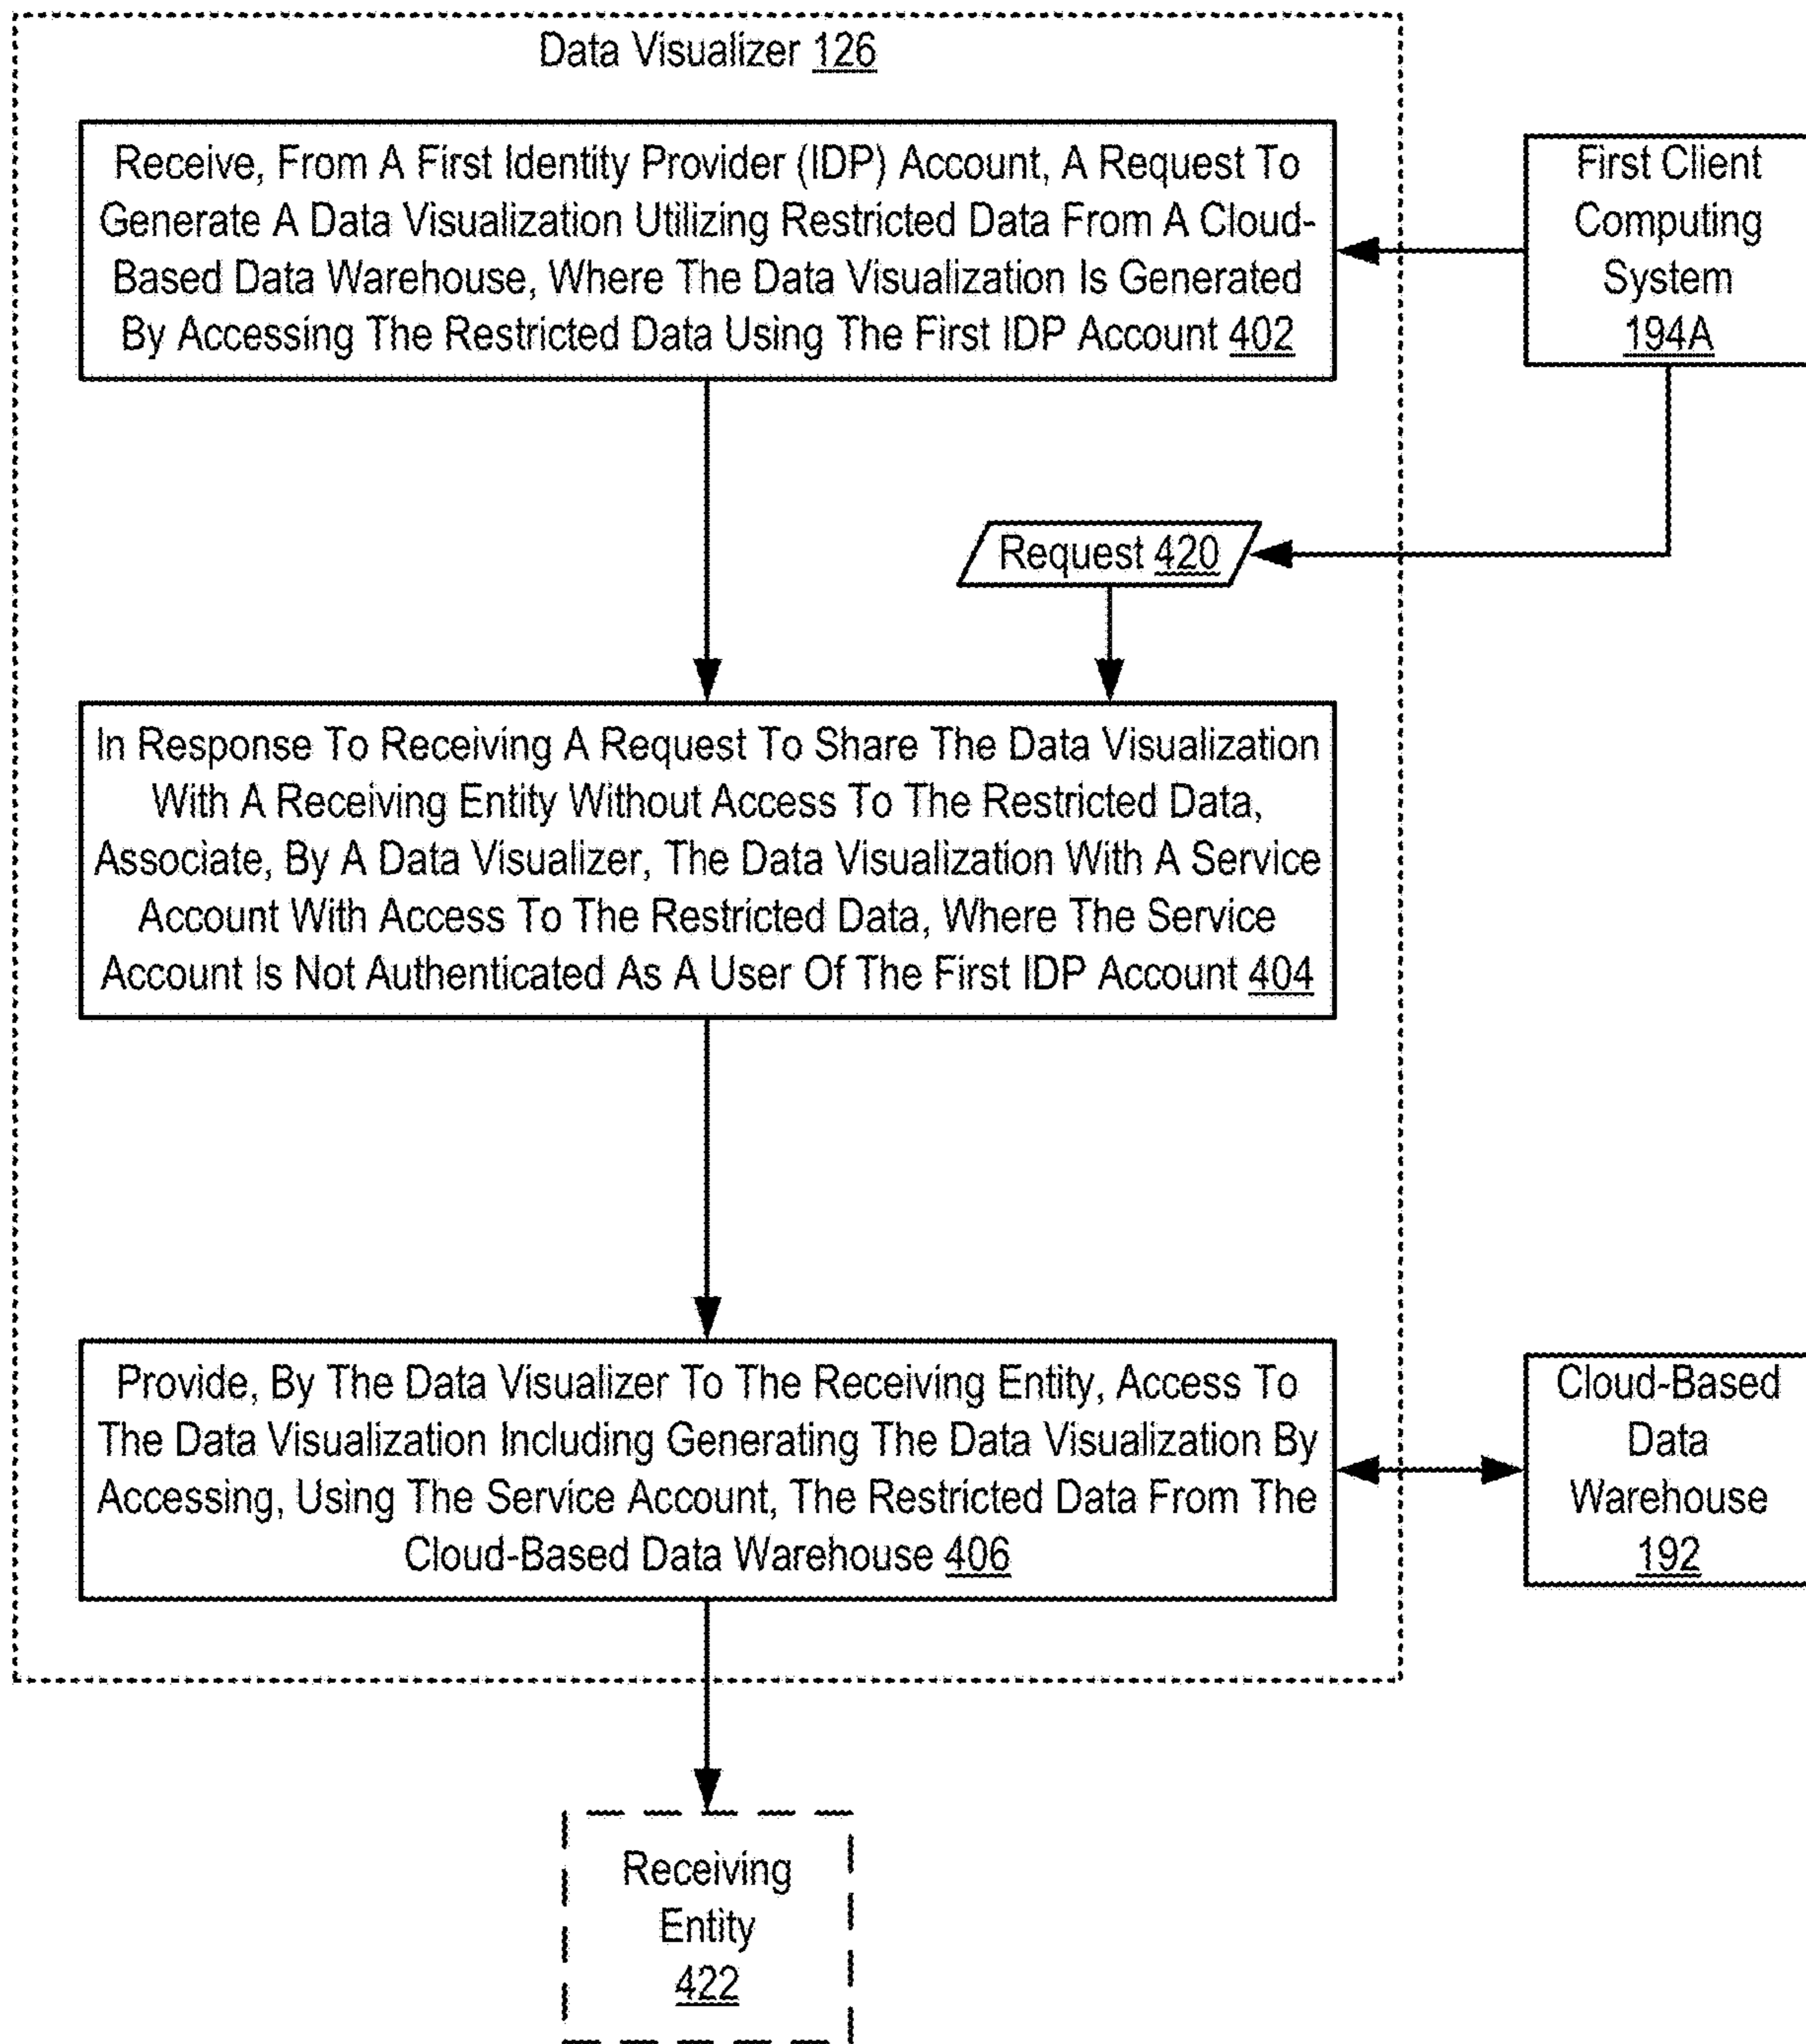 Data Visualizer 126
Receive, From A First Identity Provider (IDP) Account, A Request To
Generate A Data Visualization Utilizing Restricted Data From A Cloud-
Based Data Warehouse, Where The Data Visualization Is Generated
By Accessing The Restricted Data Using The First IDP Account 402
First Client
Computing
System
194A
Request 420
In Response To Receiving A Request To Share The Data Visualization
With A Receiving Entity Without Access To The Restricted Data,
Associate, By A Data Visualizer, The Data Visualization With A Service
Account With Access To The Restricted Data, Where The Service
Account Is Not Authenticated As A User Of The First IDP Account 404
Provide, By The Data Visualizer To The Receiving Entity, Access To
The Data Visualization Including Generating The Data Visualization By
Accessing, Using The Service Account, The Restricted Data From The
Cloud-Based Data Warehouse 406
Cloud-Based
Data
Warehouse
192
Receiving
Entity
422